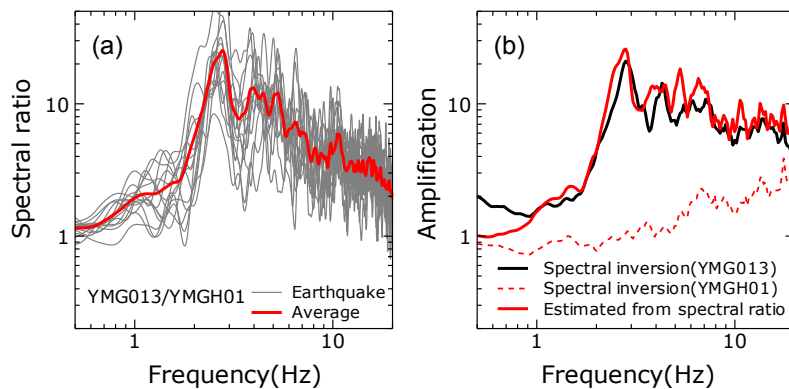 (a)
Spectral ratio
10
1
YMG013/YMGH01
Earthquake
Average
1
10
Frequency(Hz)
(b)
Amplification
10
1
Spectral inversion(YMG013)
Spectral inversion(YMGH01)
Estimated from spectral ratio
1
10
Frequency(Hz)